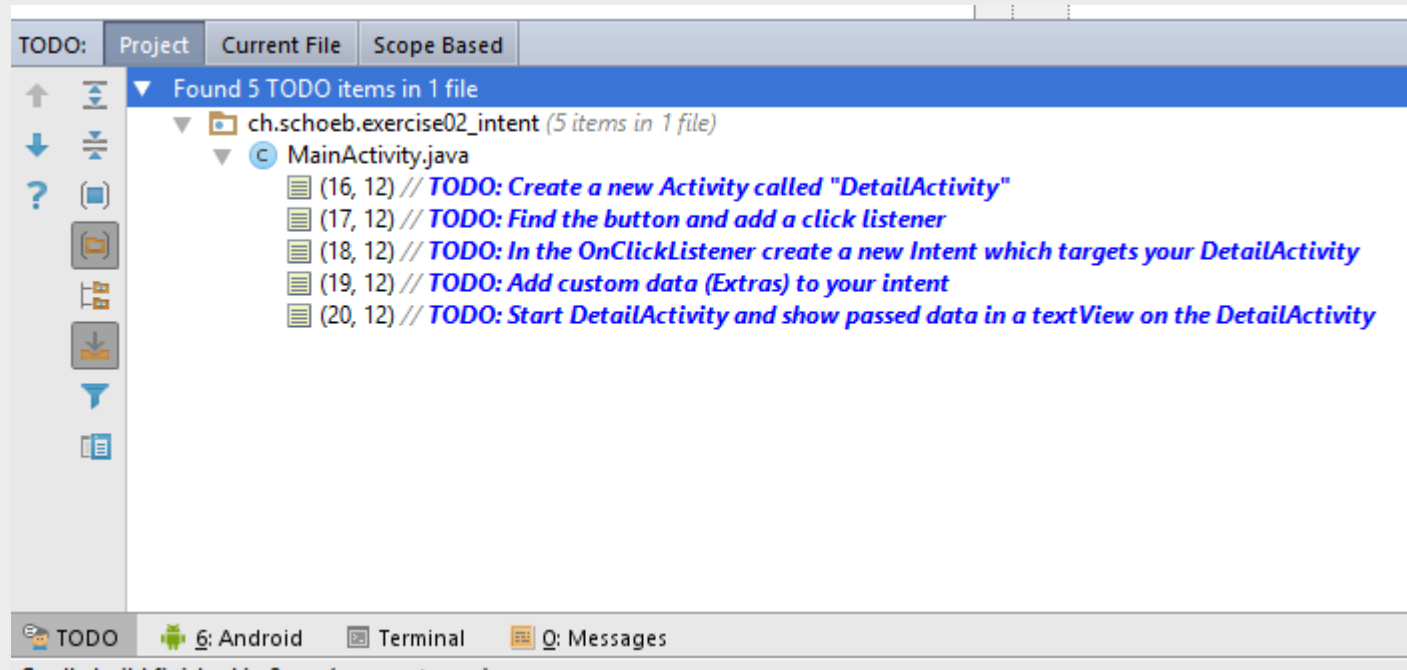 TODO: Project Current File Scope Based
Found 5 TODO items in 1 file
ch.schoeb.exercise02_intent (5 items in 1 file)
MainActivity.java
(16, 12) // TODO: Create a new Activity called "DetailActivity"
(17, 12) // TODO: Find the button and add a click listener
(18, 12) // TODO: In the OnClickListener create a new Intent which targets your DetailActivity
(19, 12) // TODO: Add custom data (Extras) to your intent
(20, 12) // TODO: Start DetailActivity and show passed data in a textView on the DetailActivity
TODO 6: Android Terminal 0: Messages